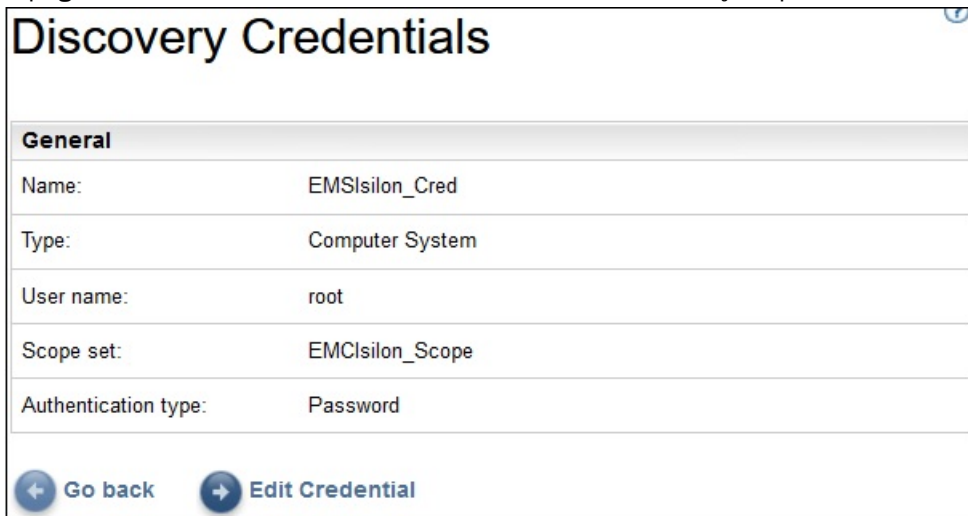 Discovery Credentials
General
Name: EMSIsilon_Cred
Type: Computer System
User name: root
Scope set: EMCIsilon_Scope
Authentication type: Password
Go back Edit Credential